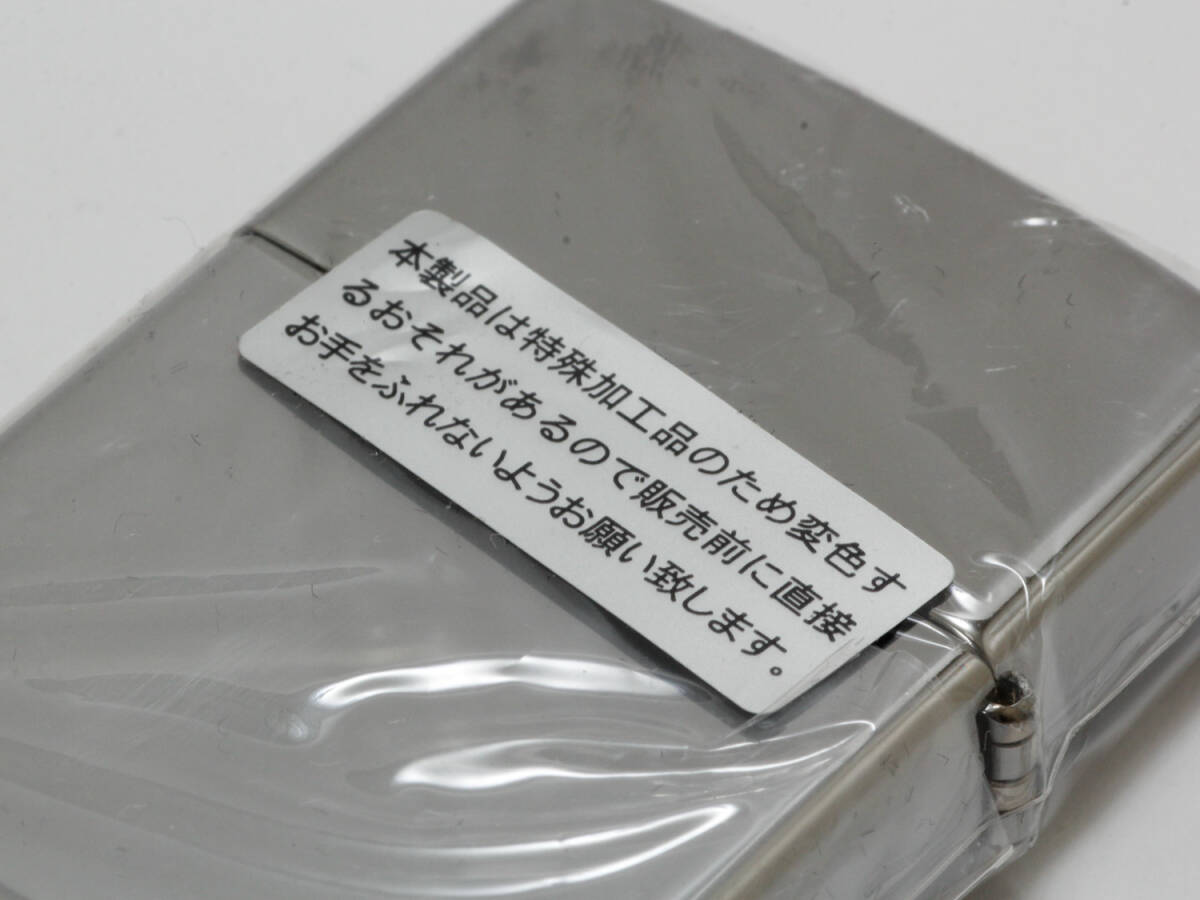 本製品は特殊加工品のため変色す
るおそれがあるので販売前に直接
お手をふれないようお願い致します。